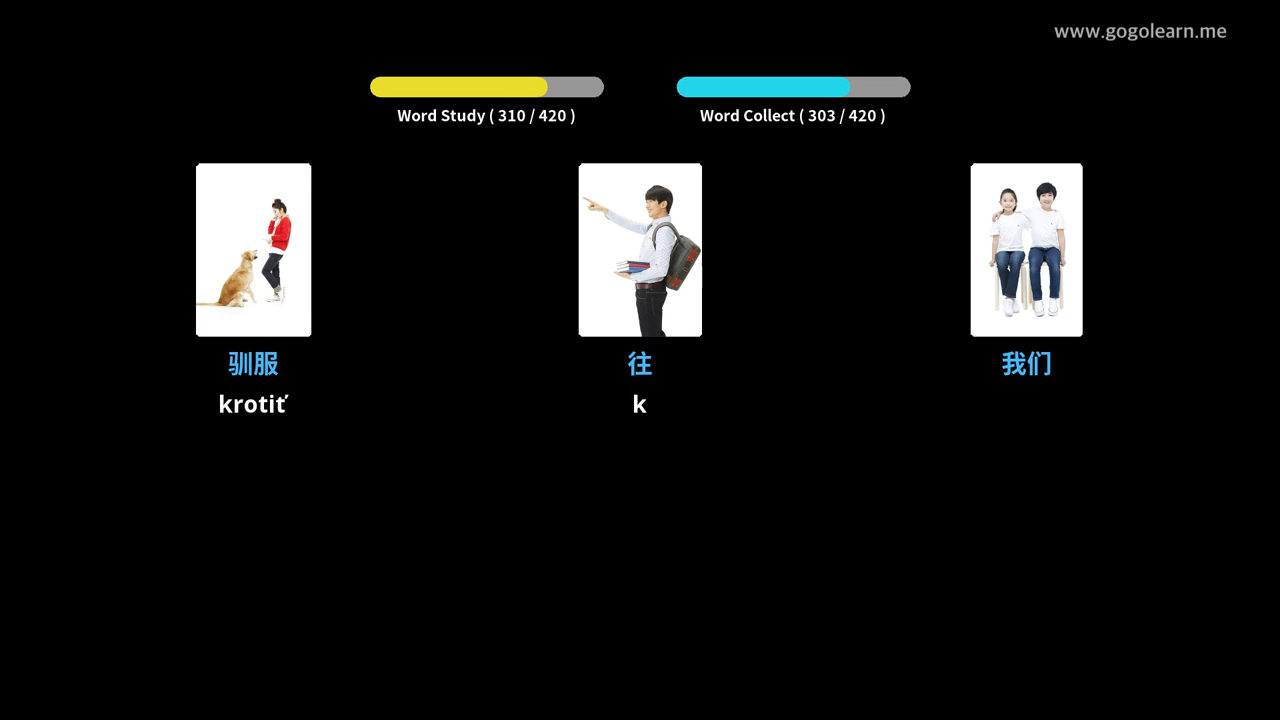 www.gogolearn.me
Word Study ( 310 / 420 )
Word Collect ( 303 / 420 )
驯服
往
我们
krotiť
k